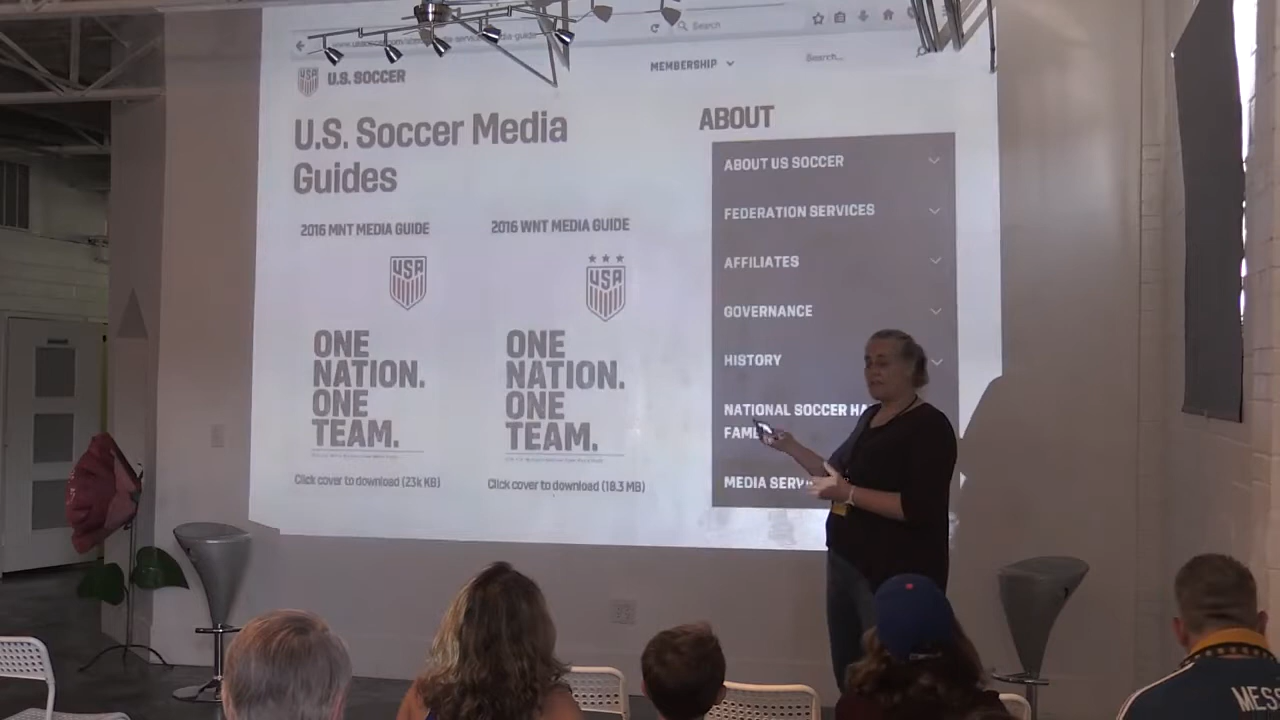 Search
USA
U.S. SOCCER
MEMBERSHIP
Search...
U.S. Soccer Media
Guides
2016 MNT MEDIA GUIDE
2016 WNT MEDIA GUIDE
USA
USA
ONE
NATION.
ONE
TEAM.
ONE
NATION.
ONE
TEAM.
Click cover to download (23k KB)
Click cover to download (18.3 MB)
ABOUT
ABOUT US SOCCER
FEDERATION SERVICES
AFFILIATES
GOVERNANCE
HISTORY
NATIONAL SOCCER HA
FAME
MEDIA SERV
MES